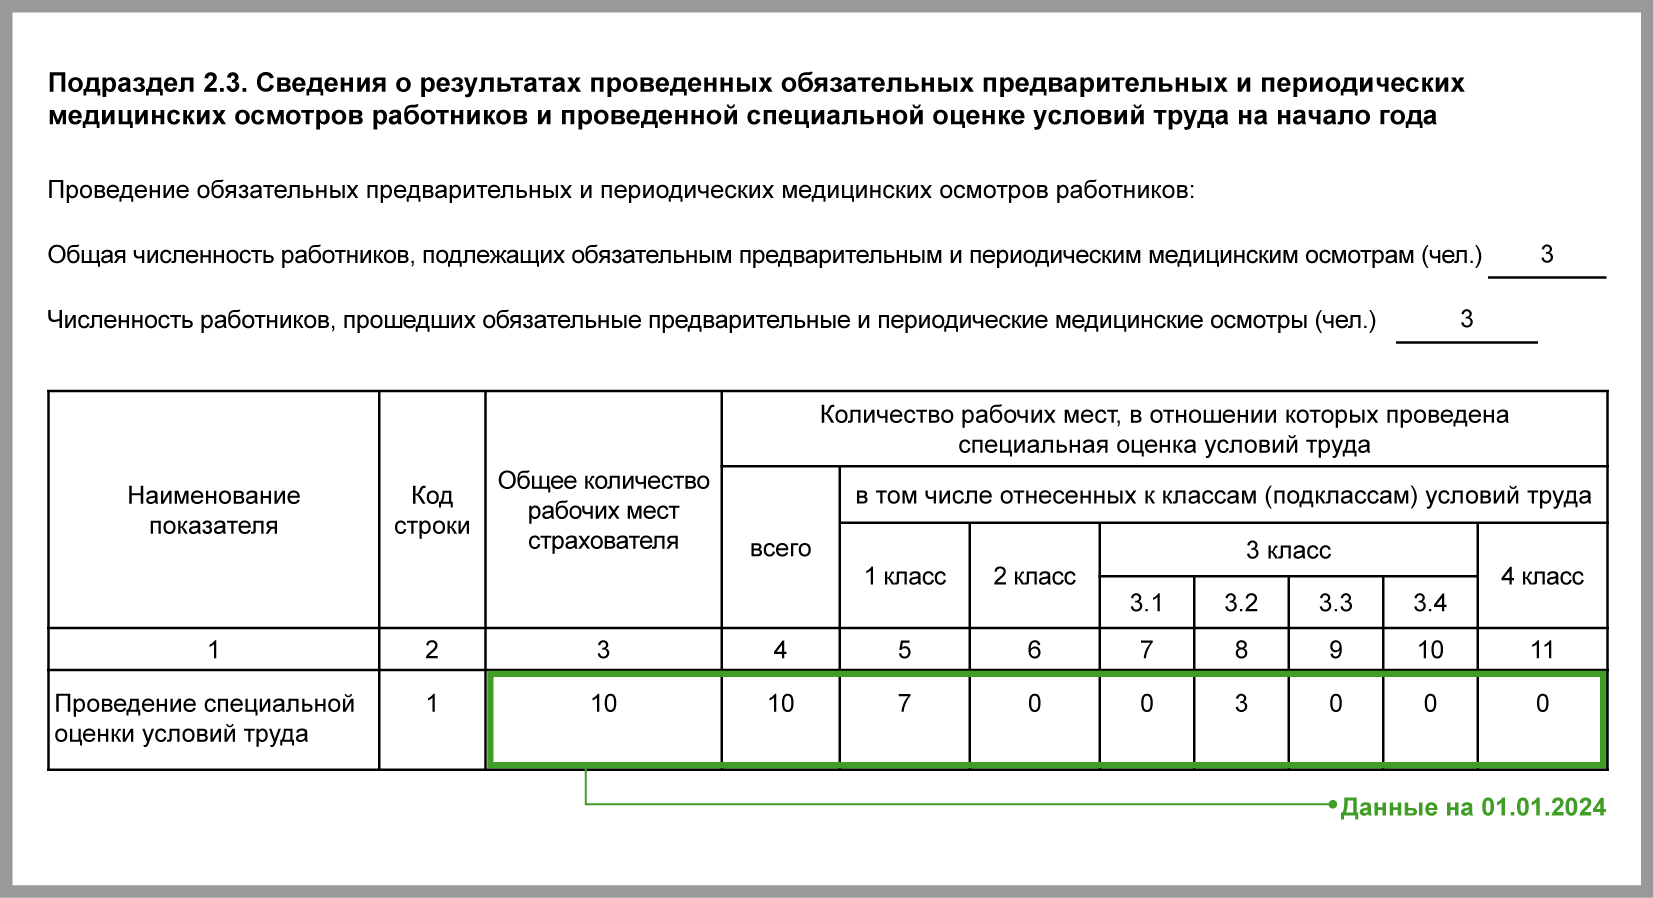 Подраздел 2.3. Сведения о результатах проведенных обязательных предварительных и периодических
медицинских осмотров работников и проведенной специальной оценке условий труда на начало года
Проведение обязательных предварительных и периодических медицинских осмотров работников:
Общая численность работников, подлежащих обязательным предварительным и периодическим медицинским осмотрам (чел.) 3
Численность работников, прошедших обязательные предварительные и периодические медицинские осмотры (чел.) 3
Наименование
показателя
Код
строки
Общее количество
рабочих мест
страхователя
Количество рабочих мест, в отношении которых проведена
специальная оценка условий труда
всего
в том числе отнесенных к классам (подклассам) условий труда
1 класс
2 класс
3 класс
4 класс
3.1 3.2 3.3 3.4
1 2 3 4 5 6 7 8 9 10 11
Проведение специальной
оценки условий труда
1 10 10 7 0 0 3 0 0 0
Данные на 01.01.2024